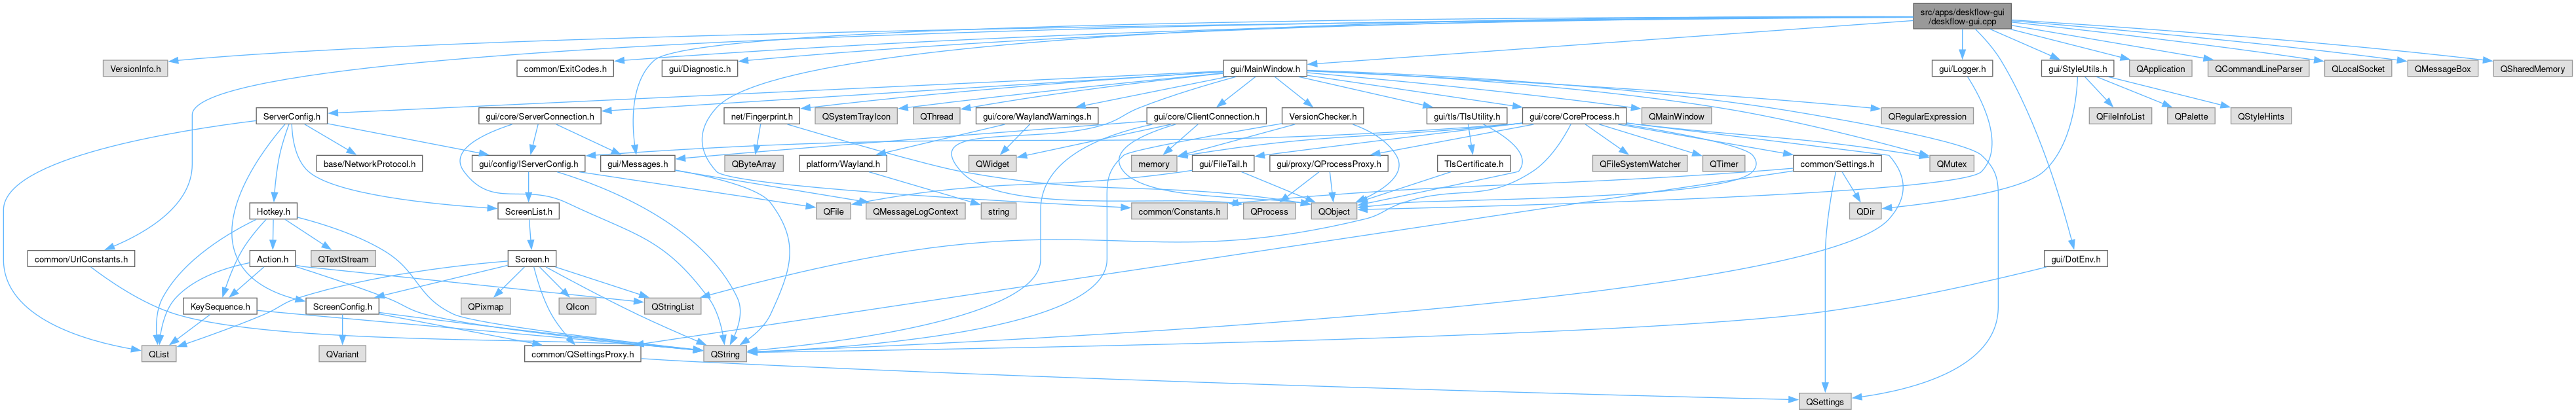 src/apps/deskflow-gui
/deskflow-gui.cpp
VersionInfo.h
common/ExitCodes.h
gui/Diagnostic.h
gui/MainWindow.h
gui/Logger.h
gui/StyleUtils.h
QApplication
QCommandLineParser
QLocalSocket
QMessageBox
QSharedMemory
ServerConfig.h
gui/core/ServerConnection.h
net/Fingerprint.h
QSystemTrayIcon
QThread
gui/core/WaylandWarnings.h
gui/core/ClientConnection.h
VersionChecker.h
gui/tls/TlsUtility.h
gui/core/CoreProcess.h
QMainWindow
QRegularExpression
QFileInfoList
QPalette
QStyleHints
base/NetworkProtocol.h
gui/config/IServerConfig.h
gui/Messages.h
QByteArray
platform/Wayland.h
QWidget
memory
gui/FileTail.h
gui/proxy/QProcessProxy.h
TlsCertificate.h
QFileSystemWatcher
QTimer
common/Settings.h
QMutex
Hotkey.h
ScreenList.h
QFile
QMessageLogContext
string
common/Constants.h
QProcess
QObject
QDir
common/UrlConstants.h
Action.h
QTextStream
Screen.h
gui/DotEnv.h
KeySequence.h
ScreenConfig.h
QPixmap
QIcon
QStringList
QList
QVariant
common/QSettingsProxy.h
QString
QSettings